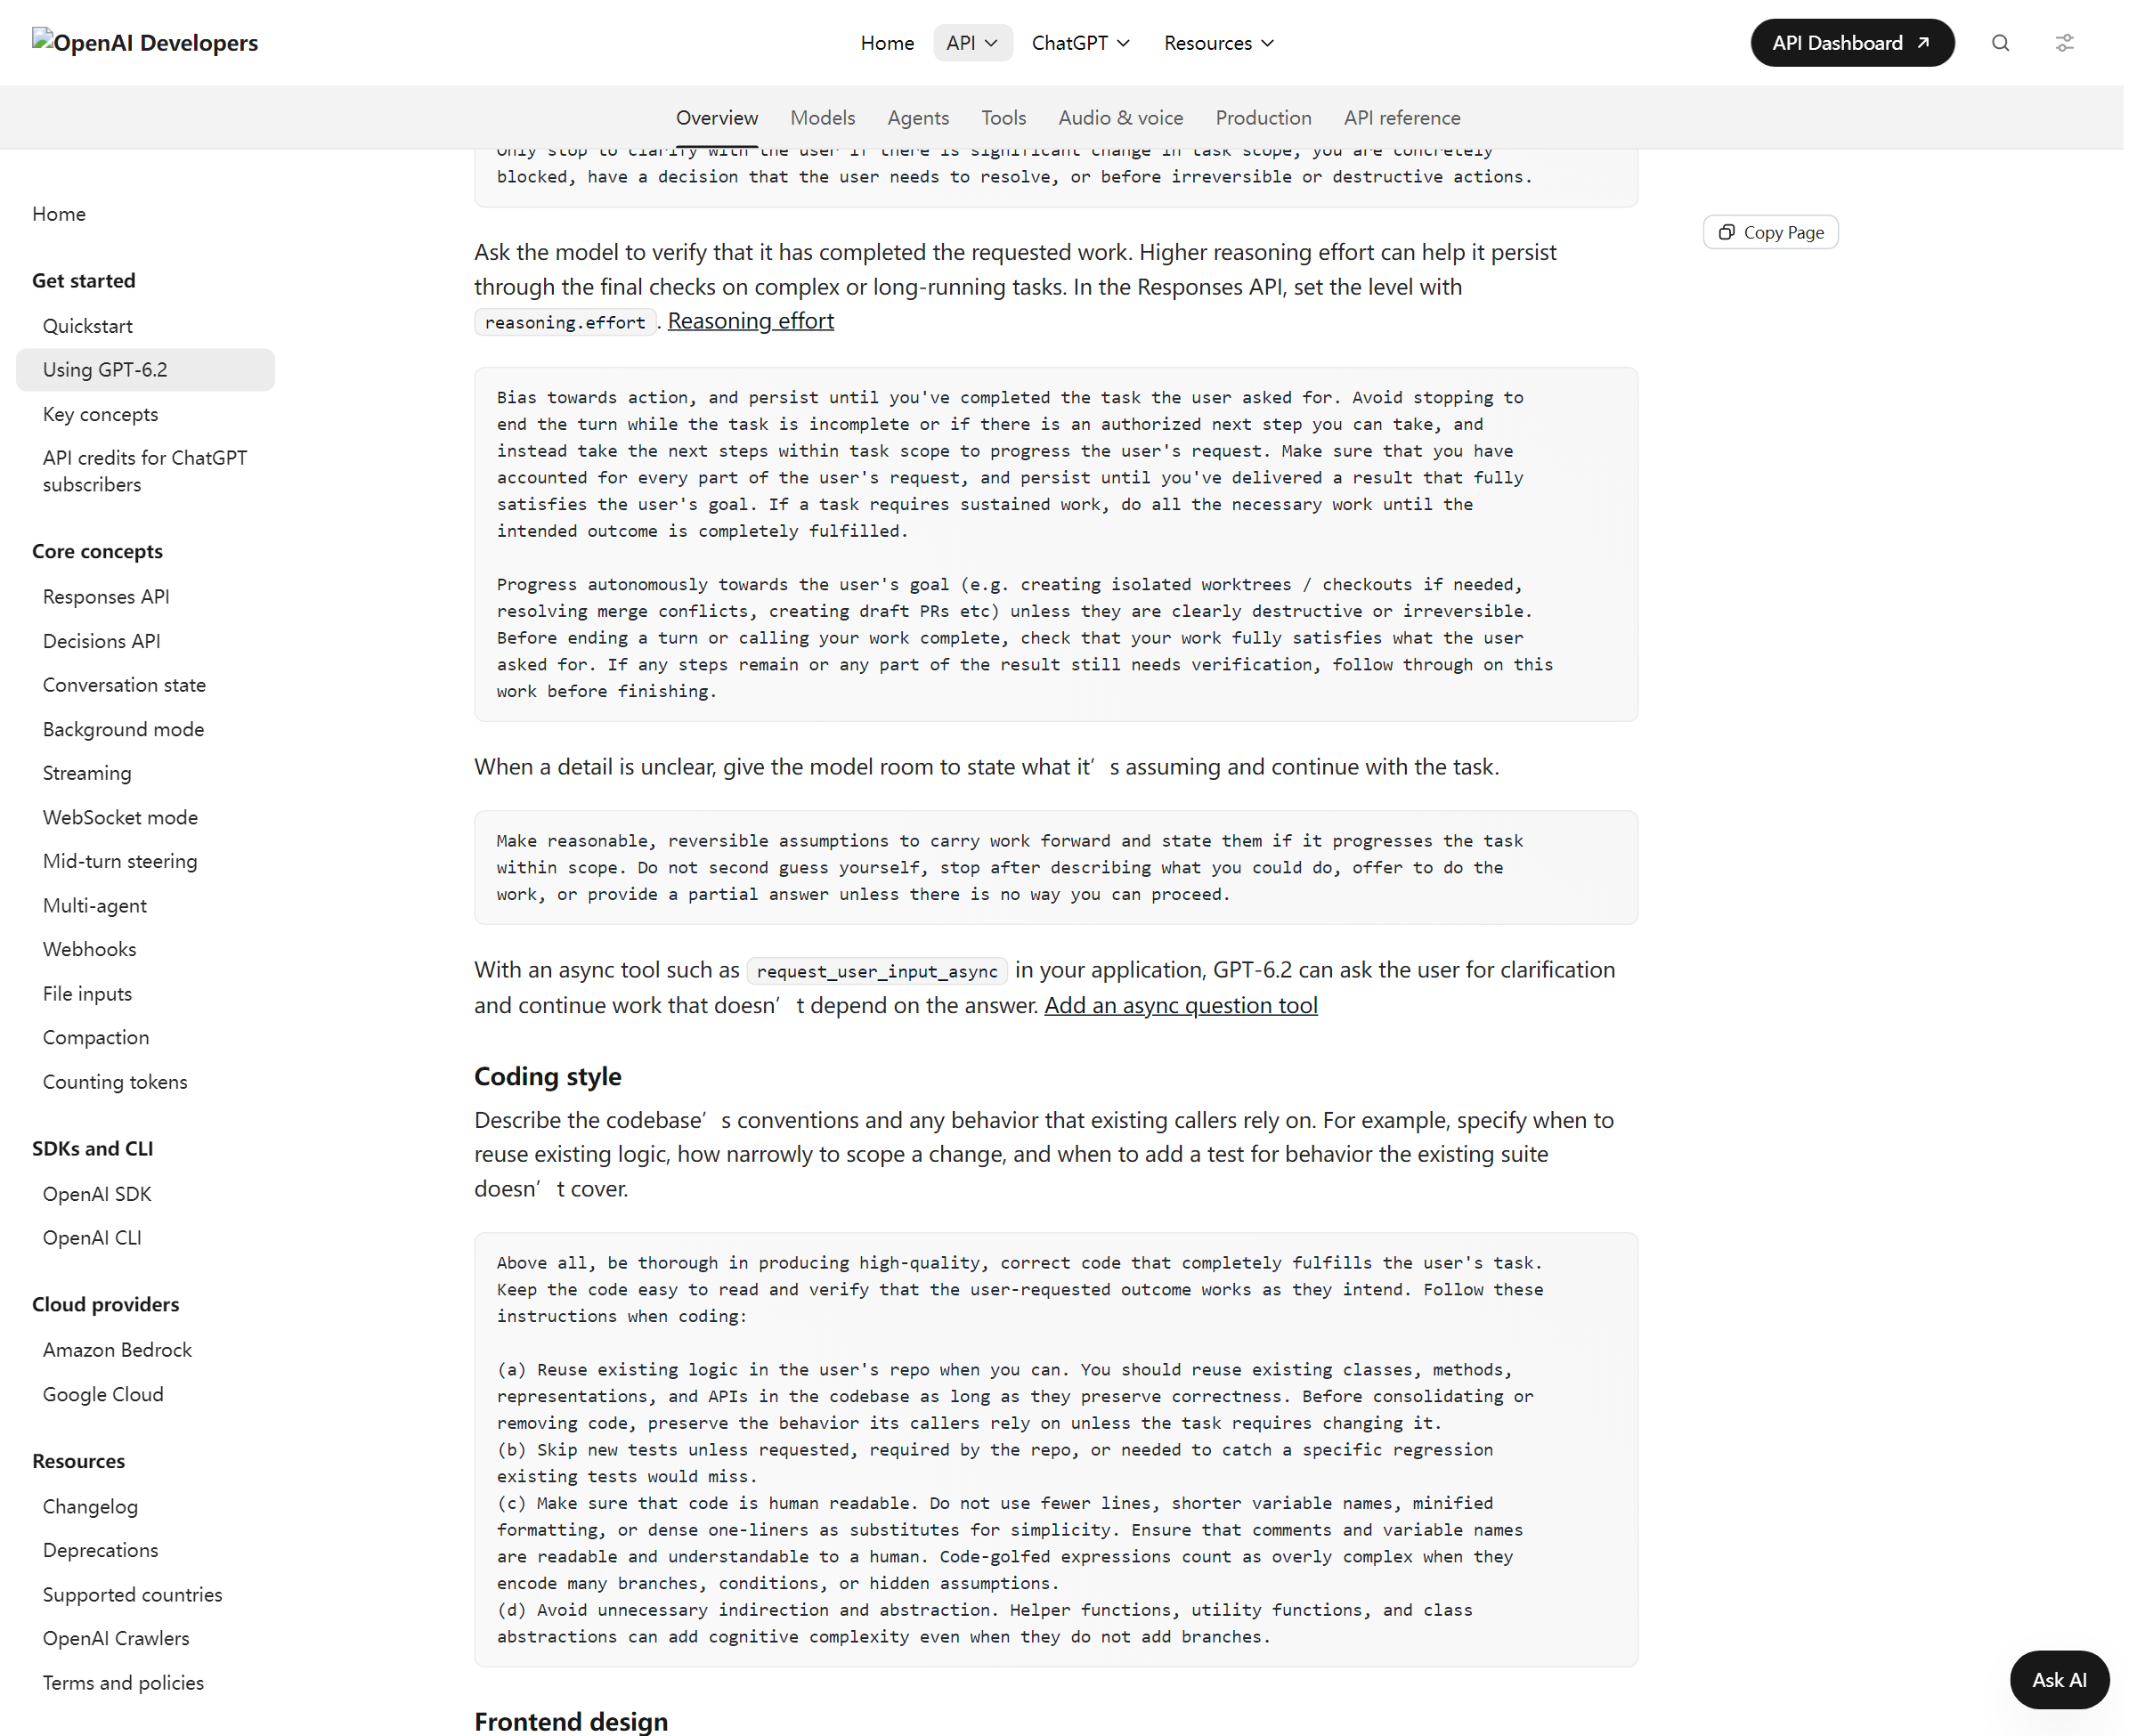 OpenAI Developers
Home
API
ChatGPT
Resources
API Dashboard
Overview
Models
Agents
Tools
Audio & voice
Production
API reference
Home
Get started
Quickstart
Using GPT-6.2
Key concepts
API credits for ChatGPT
subscribers
Core concepts
Responses API
Decisions API
Conversation state
Background mode
Streaming
WebSocket mode
Mid-turn steering
Multi-agent
Webhooks
File inputs
Compaction
Counting tokens
SDKs and CLI
OpenAI SDK
OpenAI CLI
Cloud providers
Amazon Bedrock
Google Cloud
Resources
Changelog
Deprecations
Supported countries
OpenAI Crawlers
Terms and policies
Only stop to clarify with the user if there is significant change in task scope, you are concretely
blocked, have a decision that the user needs to resolve, or before irreversible or destructive actions.
Ask the model to verify that it has completed the requested work. Higher reasoning effort can help it persist
through the final checks on complex or long-running tasks. In the Responses API, set the level with
reasoning.effort. Reasoning effort
Bias towards action, and persist until you've completed the task the user asked for. Avoid stopping to
end the turn while the task is incomplete or if there is an authorized next step you can take, and
instead take the next steps within task scope to progress the user's request. Make sure that you have
accounted for every part of the user's request, and persist until you've delivered a result that fully
satisfies the user's goal. If a task requires sustained work, do all the necessary work until the
intended outcome is completely fulfilled.
Progress autonomously towards the user's goal (e.g. creating isolated worktrees / checkouts if needed,
resolving merge conflicts, creating draft PRs etc) unless they are clearly destructive or irreversible.
Before ending a turn or calling your work complete, check that your work fully satisfies what the user
asked for. If any steps remain or any part of the result still needs verification, follow through on this
work before finishing.
When a detail is unclear, give the model room to state what it’s assuming and continue with the task.
Make reasonable, reversible assumptions to carry work forward and state them if it progresses the task
within scope. Do not second guess yourself, stop after describing what you could do, offer to do the
work, or provide a partial answer unless there is no way you can proceed.
With an async tool such as request_user_input_async in your application, GPT-6.2 can ask the user for clarification
and continue work that doesn’t depend on the answer. Add an async question tool
Coding style
Describe the codebase’s conventions and any behavior that existing callers rely on. For example, specify when to
reuse existing logic, how narrowly to scope a change, and when to add a test for behavior the existing suite
doesn’t cover.
Above all, be thorough in producing high-quality, correct code that completely fulfills the user's task.
Keep the code easy to read and verify that the user-requested outcome works as they intend. Follow these
instructions when coding:
(a) Reuse existing logic in the user's repo when you can. You should reuse existing classes, methods,
representations, and APIs in the codebase as long as they preserve correctness. Before consolidating or
removing code, preserve the behavior its callers rely on unless the task requires changing it.
(b) Skip new tests unless requested, required by the repo, or needed to catch a specific regression
existing tests would miss.
(c) Make sure that code is human readable. Do not use fewer lines, shorter variable names, minified
formatting, or dense one-liners as substitutes for simplicity. Ensure that comments and variable names
are readable and understandable to a human. Code-golfed expressions count as overly complex when they
encode many branches, conditions, or hidden assumptions.
(d) Avoid unnecessary indirection and abstraction. Helper functions, utility functions, and class
abstractions can add cognitive complexity even when they do not add branches.
Frontend design
Copy Page
Ask AI